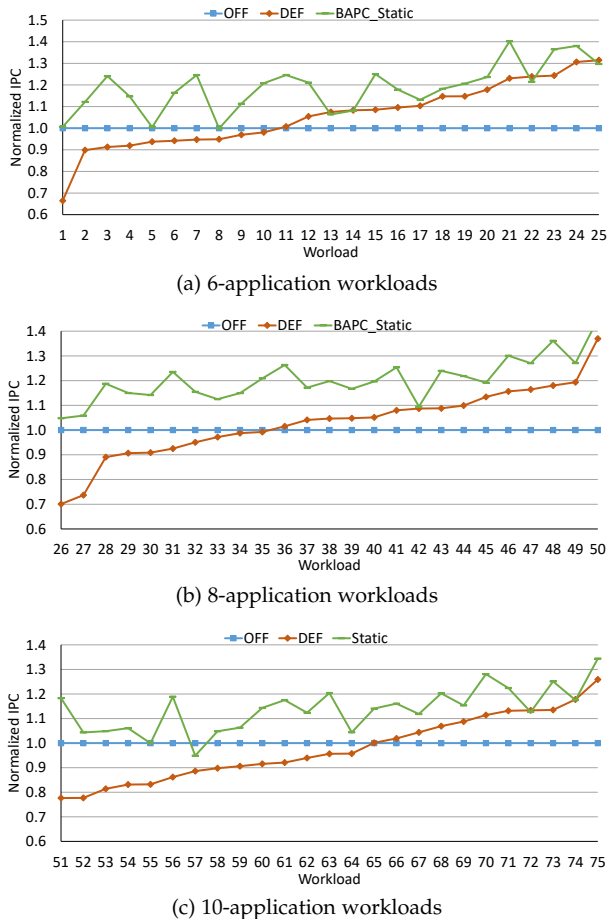 OFF DEF BAPC_Static
Normalized IPC
1.5
1.4
1.3
1.2
1.1
1.0
0.9
0.8
0.7
0.6
1 2 3 4 5 6 7 8 9 10 11 12 13 14 15 16 17 18 19 20 21 22 23 24 25
Worload
(a) 6-application workloads
OFF DEF BAPC_Static
Normalized IPC
1.4
1.3
1.2
1.1
1.0
0.9
0.8
0.7
0.6
26 27 28 29 30 31 32 33 34 35 36 37 38 39 40 41 42 43 44 45 46 47 48 49 50
Workload
(b) 8-application workloads
OFF DEF Static
Normalized IPC
1.4
1.3
1.2
1.1
1.0
0.9
0.8
0.7
0.6
51 52 53 54 55 56 57 58 59 60 61 62 63 64 65 66 67 68 69 70 71 72 73 74 75
Workload
(c) 10-application workloads